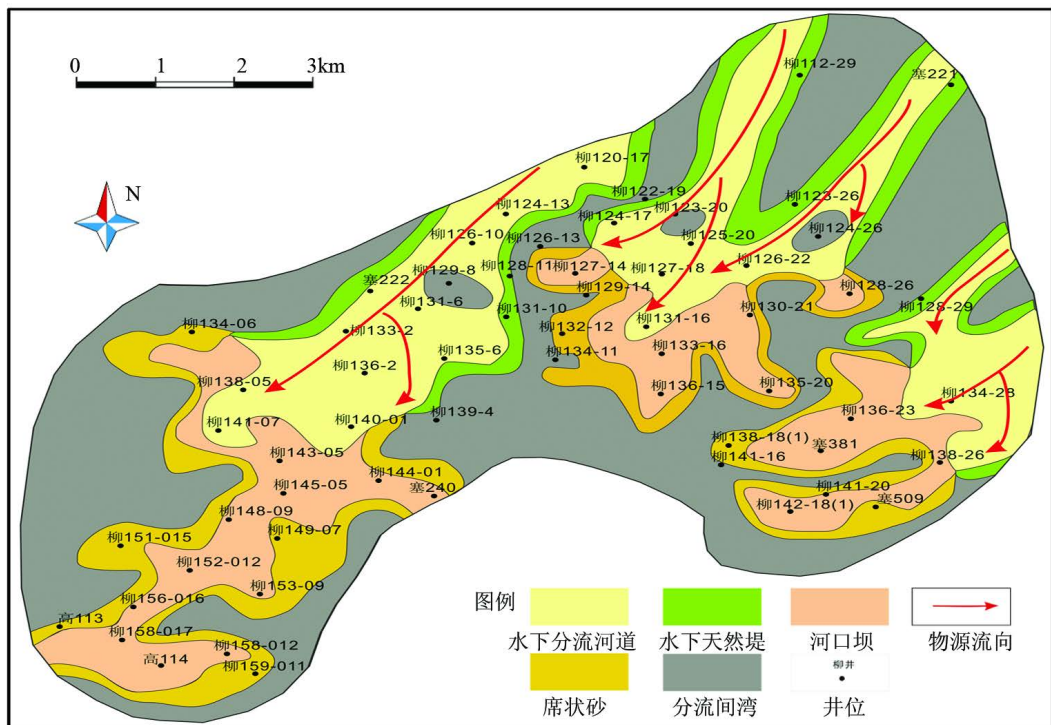 0 1 2 3km
N
柳112-29
塞221
柳120-17
柳122-19
柳123-26
柳124-13
柳123-20
柳124-17
柳124-26
柳126-10
柳126-13
柳125-20
柳129-8
柳128-11
柳127-14
柳127-18
柳126-22
塞222
柳129-14
柳128-26
柳131-6
柳131-10
柳130-21
柳128-29
柳134-06
柳133-2
柳132-12
柳131-16
柳135-6
柳134-11
柳133-16
柳136-2
柳138-05
柳136-15
柳135-20
柳134-28
柳141-07
柳140-01
柳139-4
柳136-23
柳138-18(1)
塞381
柳143-05
柳141-16
柳138-26
柳144-01
柳145-05
塞240
柳141-20
柳142-18(1)
塞509
柳148-09
柳149-07
柳151-015
柳152-012
柳153-09
柳156-016
高113
柳158-017
柳158-012
高114
柳159-011
图例
水下分流河道
水下天然堤
河口坝
物源流向
柳井
席状砂
分流间湾
井位